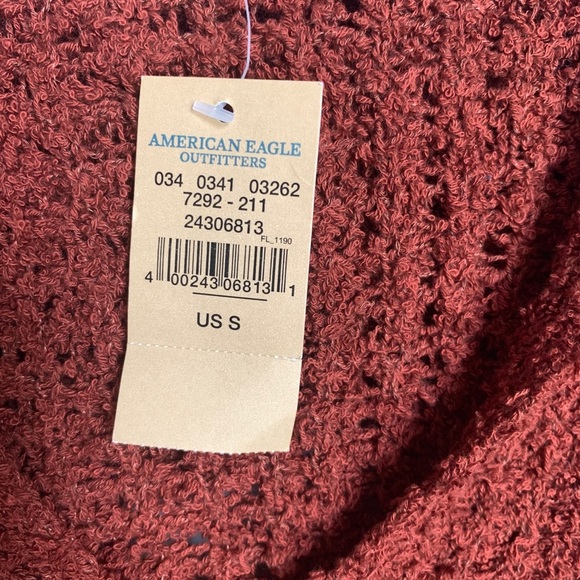 AMERICAN EAGLE
OUTFITTERS
034 0341 03262
7292 - 211
24306813
FL_1190
4 00243 06813 1
US S